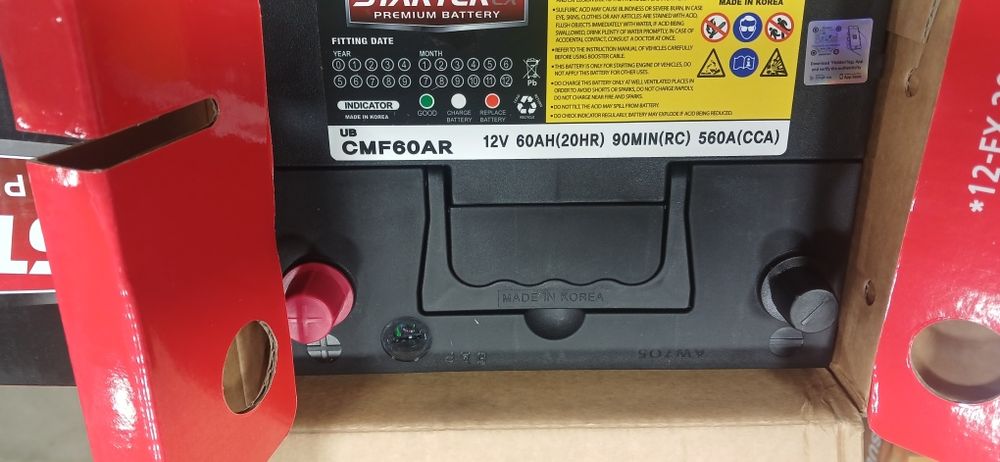 STARTER EX
PREMIUM BATTERY
FITTING DATE
YEAR
0 1 2 3 4
5 6 7 8 9
MONTH
1 2 3 4 5 6
7 8 9 10 11 12
Pb
INDICATOR
MADE IN KOREA
GOOD
CHARGE BATTERY
REPLACE BATTERY
RECYCLE
MADE IN KOREA
• SULFURIC ACID MAY CAUSE BLINDNESS OR SEVERE BURN, IN CASE
EYE, SKINS, CLOTHES OR ANY ARTICLES ARE STAINED WITH ACID,
FLUSH OBJECTS IMMEDIATELY WITH WATER, IF ACID BEING
SWALLOWED, DRINK PLENTY OF WATER PROMPTLY, IN CASE OF
ACCIDENTAL CONTACT, CONSULT A DOCTOR AT ONCE.
• REFER TO THE INSTRUCTION MANUAL OF VEHICLES CAREFULLY
BEFORE USING BOOSTER CABLE.
• THIS BATTERY IS ONLY FOR STARTING ENGINE OF VEHICLES, DO
NOT APPLY THIS BATTERY FOR OTHER USES.
• DO CHARGE THIS BATTERY ONLY AT WELL VENTILATED PLACES IN
ORDER TO AVOID SHORTS OR SPARKS, DO NOT CHARGE RAPIDLY,
DO NOT CHARGE NEAR FIRE AND SPARKS.
• DO NOT TILT, THE ACID MAY SPILL FROM BATTERY.
• DO CHECK INDICATOR REGULARLY, BATTERY MAY EXPLODE IF ACID BEING REDUCED.
UB
CMF60AR
12V 60AH(20HR) 90MIN(RC) 560A(CCA)
MADE IN KOREA
AW705
*12-EX
ST
P